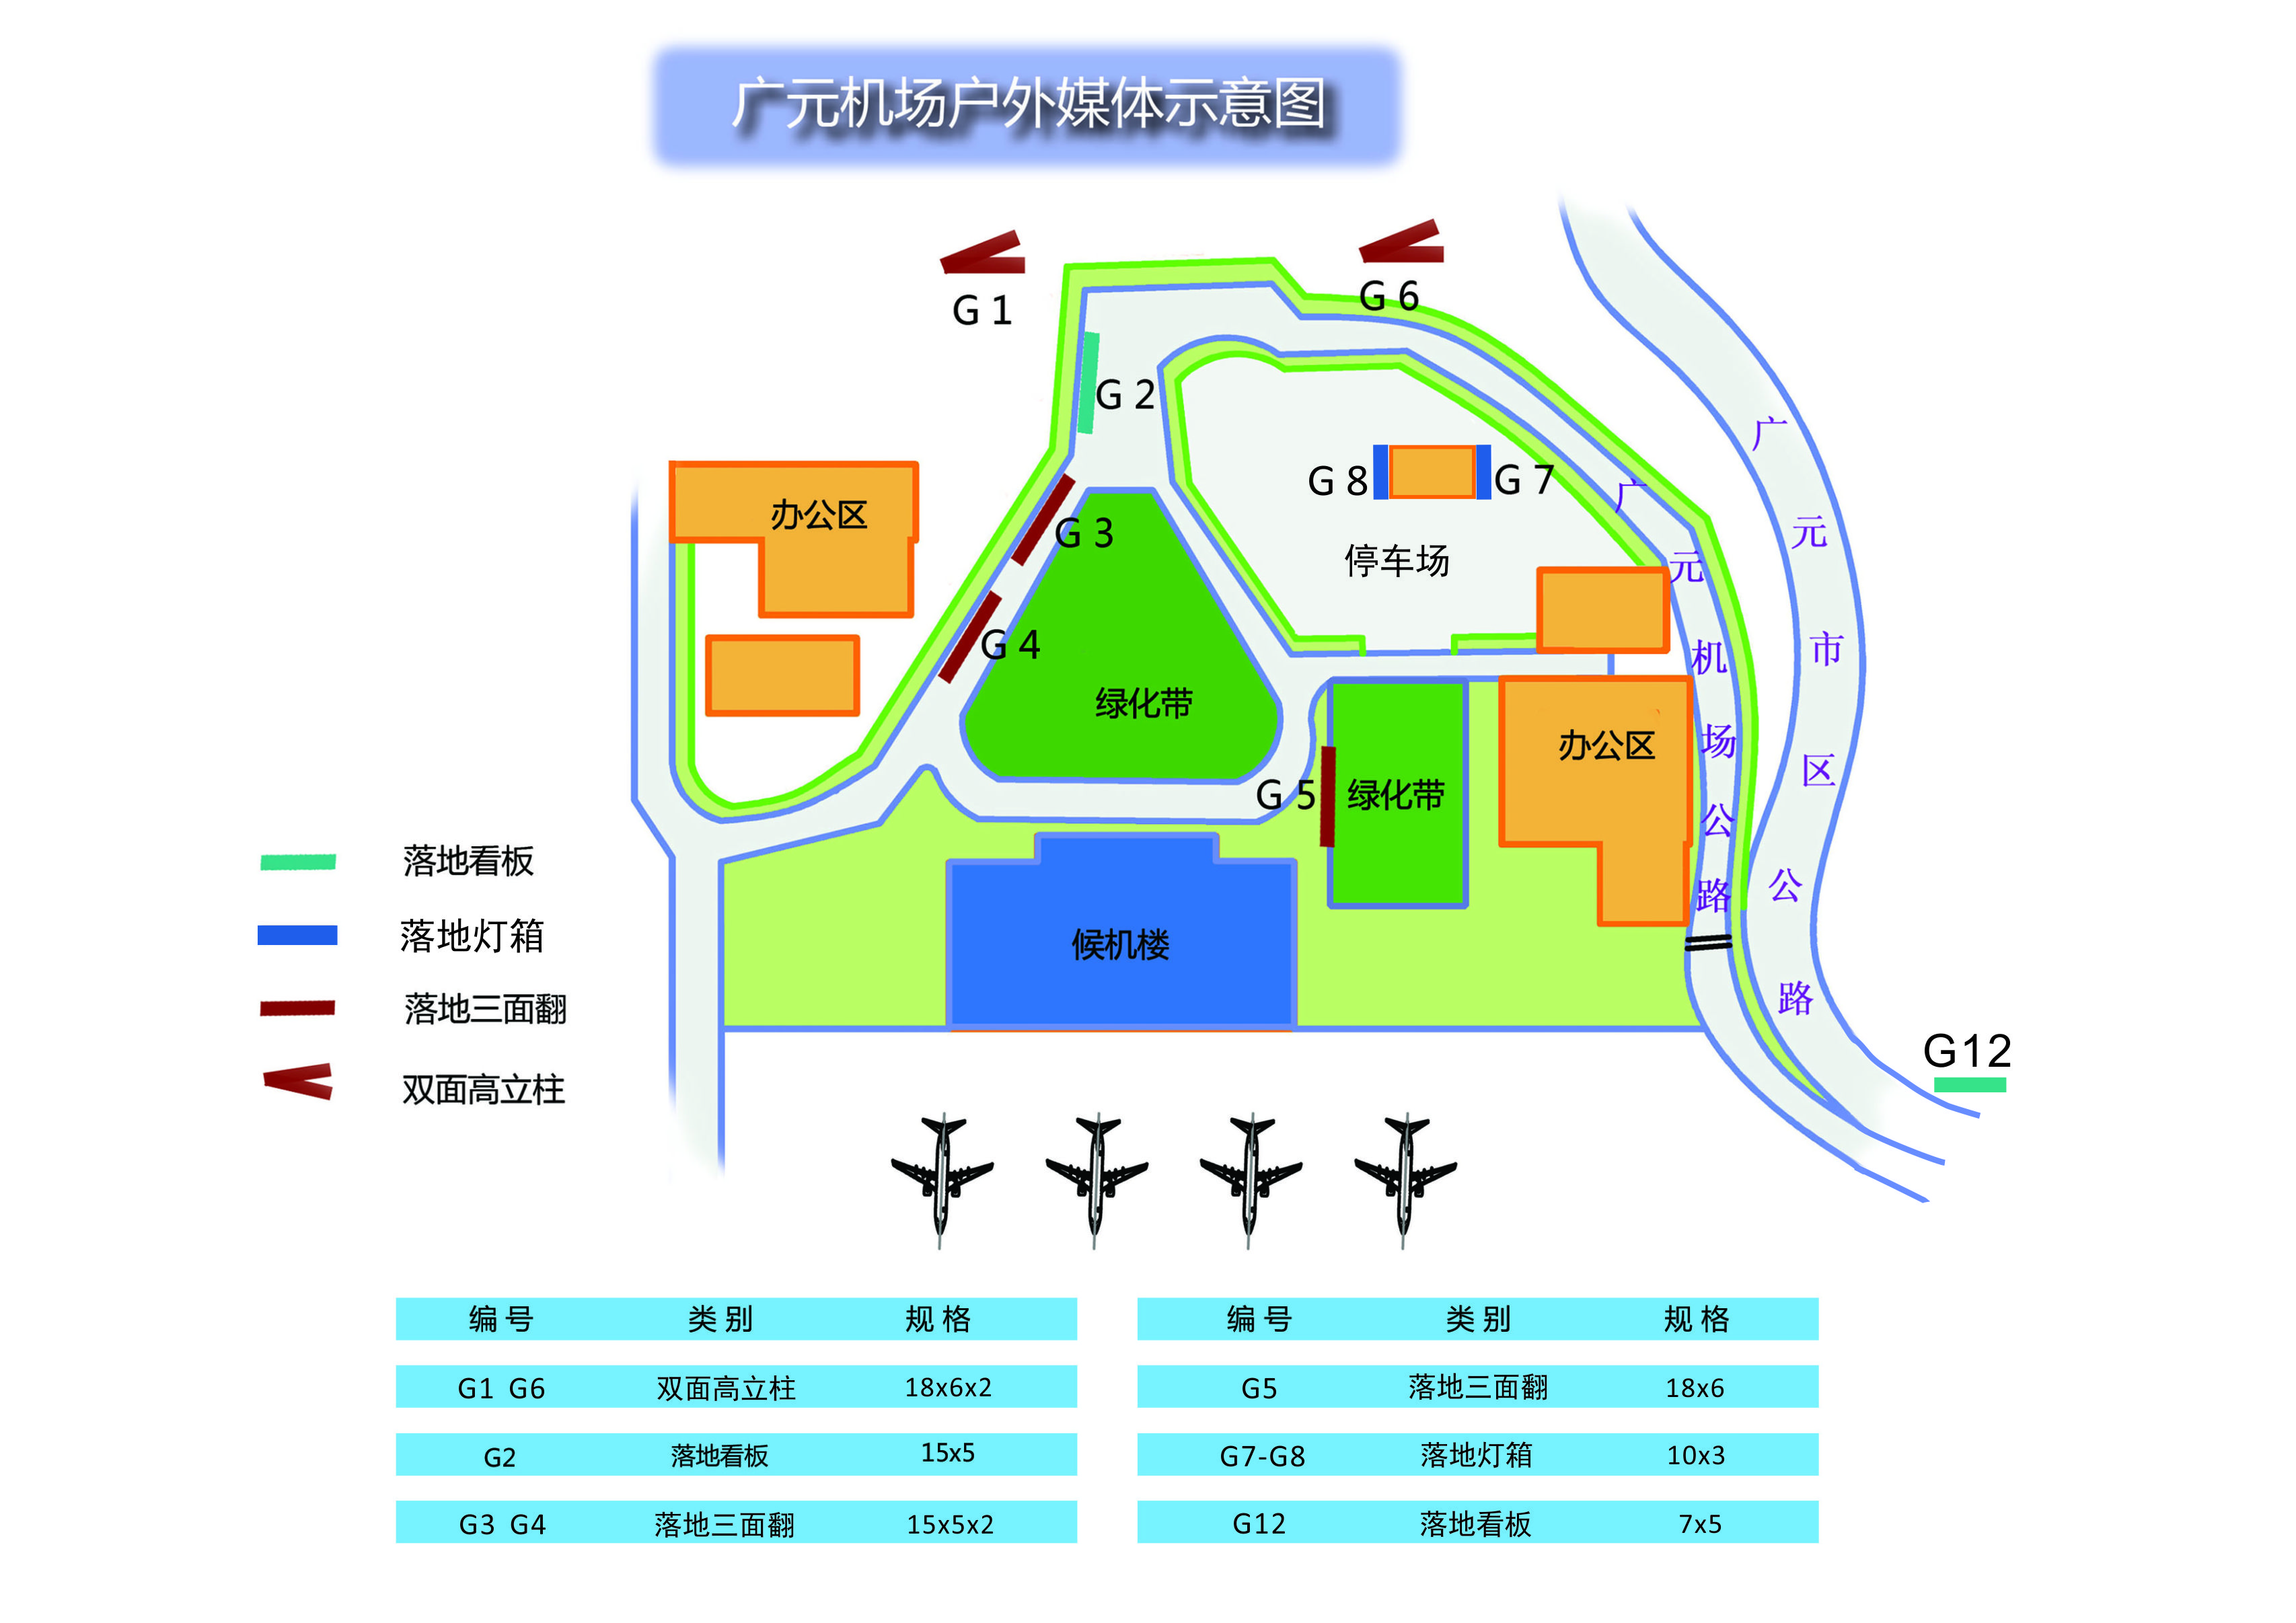 广元机场户外媒体示意图
G 1
G 6
G 2
G 8
G 7
G 3
停车场
办公区
G 4
绿化带
办公区
G 5
绿化带
候机楼
广元机场公路
广元市区公路
G12
落地看板
落地灯箱
落地三面翻
双面高立柱
编号 类别 规格
G1 G6 双面高立柱 18x6x2
G2 落地看板 15x5
G3 G4 落地三面翻 15x5x2
编号 类别 规格
G5 落地三面翻 18x6
G7-G8 落地灯箱 10x3
G12 落地看板 7x5